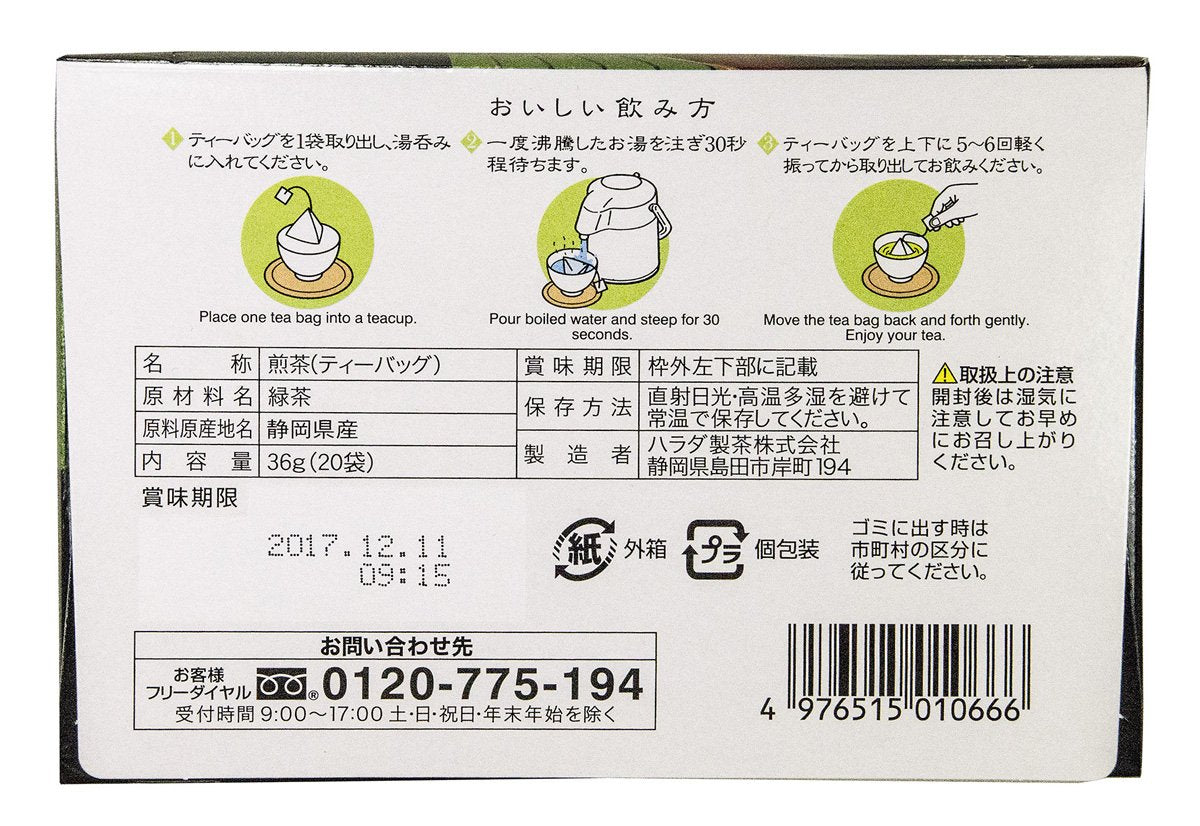 おいしい飲み方
1 ティーバッグを1袋取り出し、湯呑み
に入れてください。
Place one tea bag into a teacup.
2 一度沸騰したお湯を注ぎ30秒
程待ちます。
Pour boiled water and steep for 30
seconds.
3 ティーバッグを上下に5〜6回軽く
振ってから取り出してお飲みください。
Move the tea bag back and forth gently.
Enjoy your tea.
名称 煎茶(ティーバッグ)
原材料名 緑茶
原料原産地名 静岡県産
内容量 36g(20袋)
賞味期限 枠外左下部に記載
保存方法 直射日光・高温多湿を避けて
常温で保存してください。
製造者 ハラダ製茶株式会社
静岡県島田市岸町194
⚠取扱上の注意
開封後は湿気に
注意してお早め
にお召し上がり
ください。
賞味期限
2017.12.11
09:15
紙 外箱 プラ 個包装
ゴミに出す時は
市町村の区分に
従ってください。
お問い合わせ先
お客様
フリーダイヤル ® 0120-775-194
受付時間 9:00〜17:00 土・日・祝日・年末年始を除く
4 976515 010666